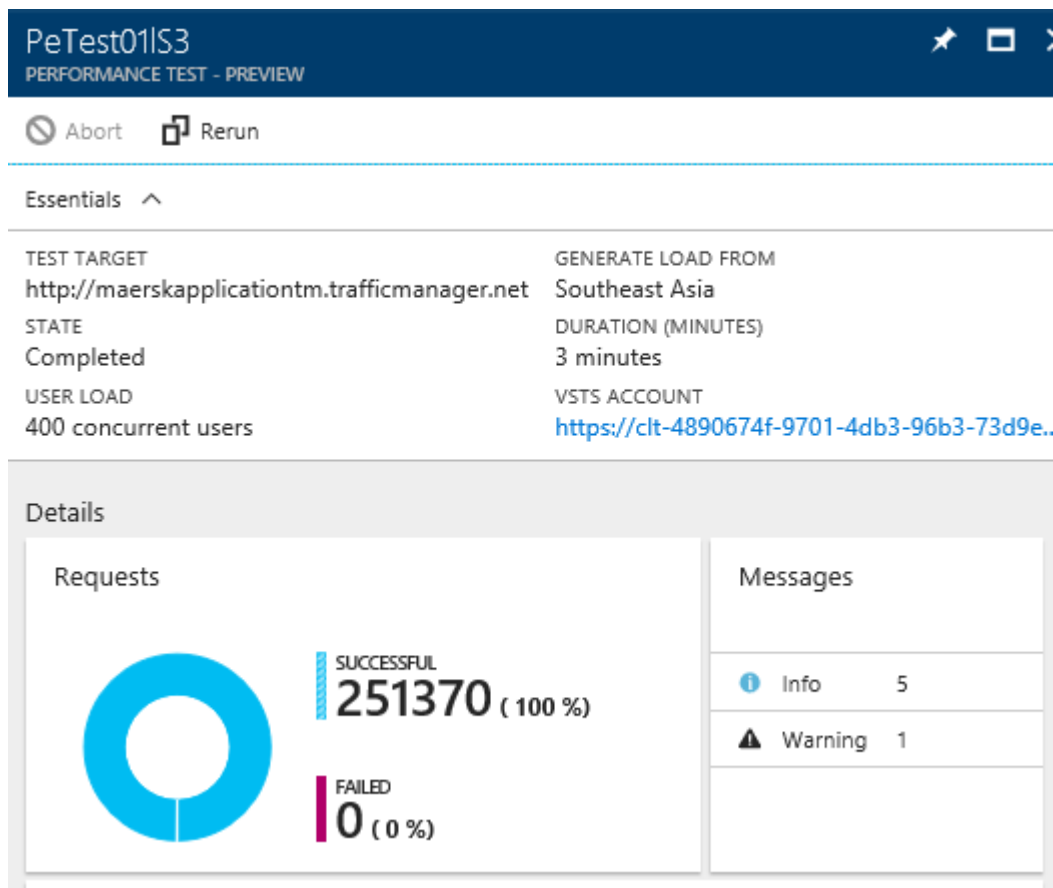 PeTest01lS3
PERFORMANCE TEST - PREVIEW
Abort Rerun
Essentials
TEST TARGET
http://maerskapplicationtm.trafficmanager.net
GENERATE LOAD FROM
Southeast Asia
STATE
Completed
DURATION (MINUTES)
3 minutes
USER LOAD
400 concurrent users
VSTS ACCOUNT
https://clt-4890674f-9701-4db3-96b3-73d9e..
Details
Requests
SUCCESSFUL
251370 ( 100 %)
FAILED
0 ( 0 %)
Messages
Info 5
Warning 1